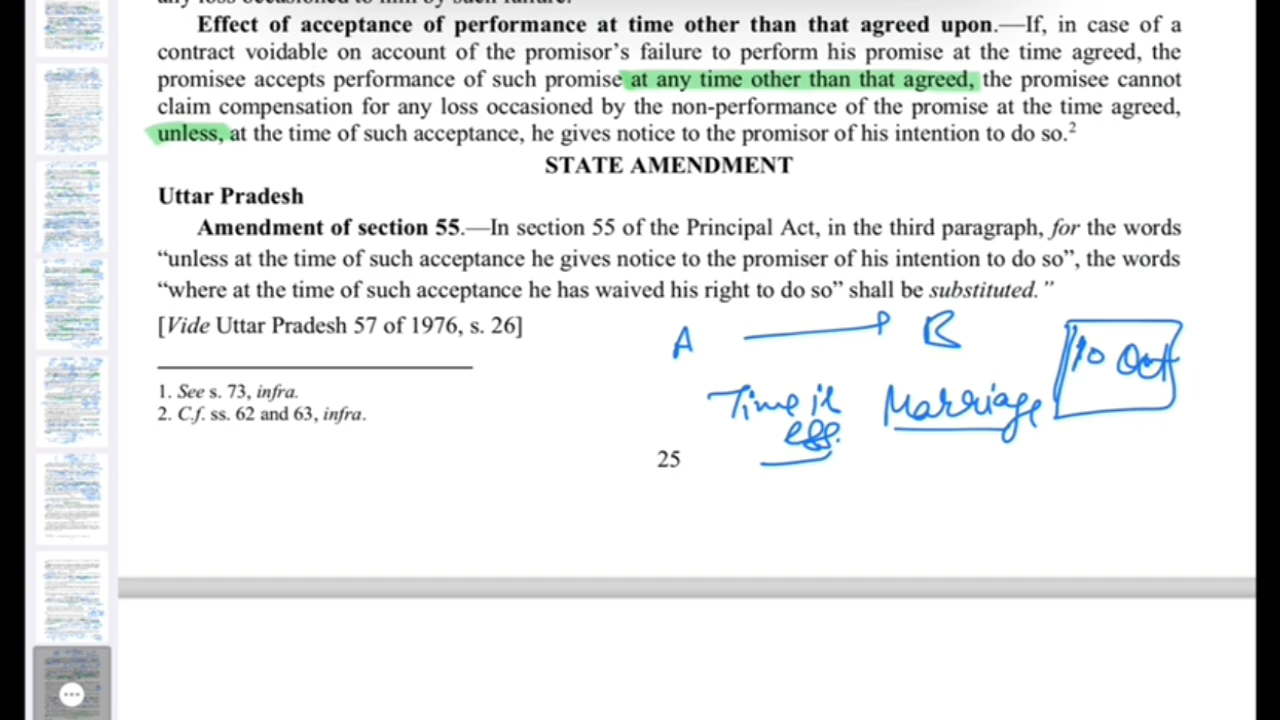 Effect of acceptance of performance at time other than that agreed upon.—If, in case of a
contract voidable on account of the promisor’s failure to perform his promise at the time agreed, the
promisee accepts performance of such promise at any time other than that agreed, the promisee cannot
claim compensation for any loss occasioned by the non-performance of the promise at the time agreed,
unless, at the time of such acceptance, he gives notice to the promisor of his intention to do so.2
STATE AMENDMENT
Uttar Pradesh
Amendment of section 55.—In section 55 of the Principal Act, in the third paragraph, for the words
“unless at the time of such acceptance he gives notice to the promiser of his intention to do so”, the words
“where at the time of such acceptance he has waived his right to do so” shall be substituted.”
[Vide Uttar Pradesh 57 of 1976, s. 26]
A B
10 Oct
1. See s. 73, infra.
2. C.f. ss. 62 and 63, infra.
Time is Marriage
ess.
25